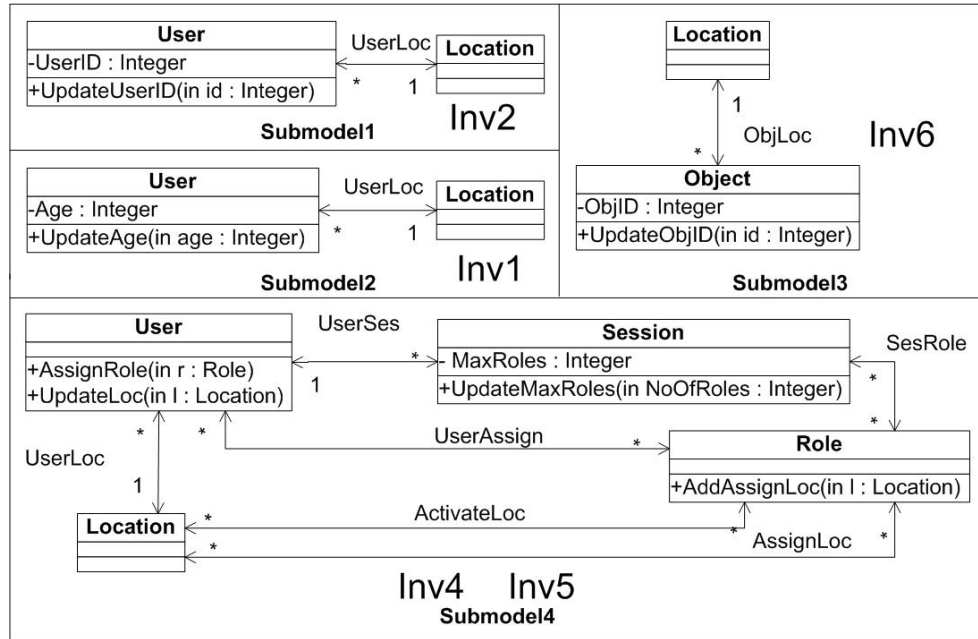 User
-UserID : Integer
+UpdateUserID(in id : Integer)
UserLoc
*
1
Location
Inv2
Submodel1
User
-Age : Integer
+UpdateAge(in age : Integer)
UserLoc
*
1
Location
Inv1
Submodel2
Location
1
ObjLoc
*
Inv6
Object
-ObjID : Integer
+UpdateObjID(in id : Integer)
Submodel3
User
+AssignRole(in r : Role)
+UpdateLoc(in l : Location)
UserSes
1
*
Session
- MaxRoles : Integer
+UpdateMaxRoles(in NoOfRoles : Integer)
SesRole
*
*
*
*
UserAssign
*
UserLoc
1
Role
+AddAssignLoc(in l : Location)
Location
*
ActivateLoc
*
*
AssignLoc
*
Inv4 Inv5
Submodel4